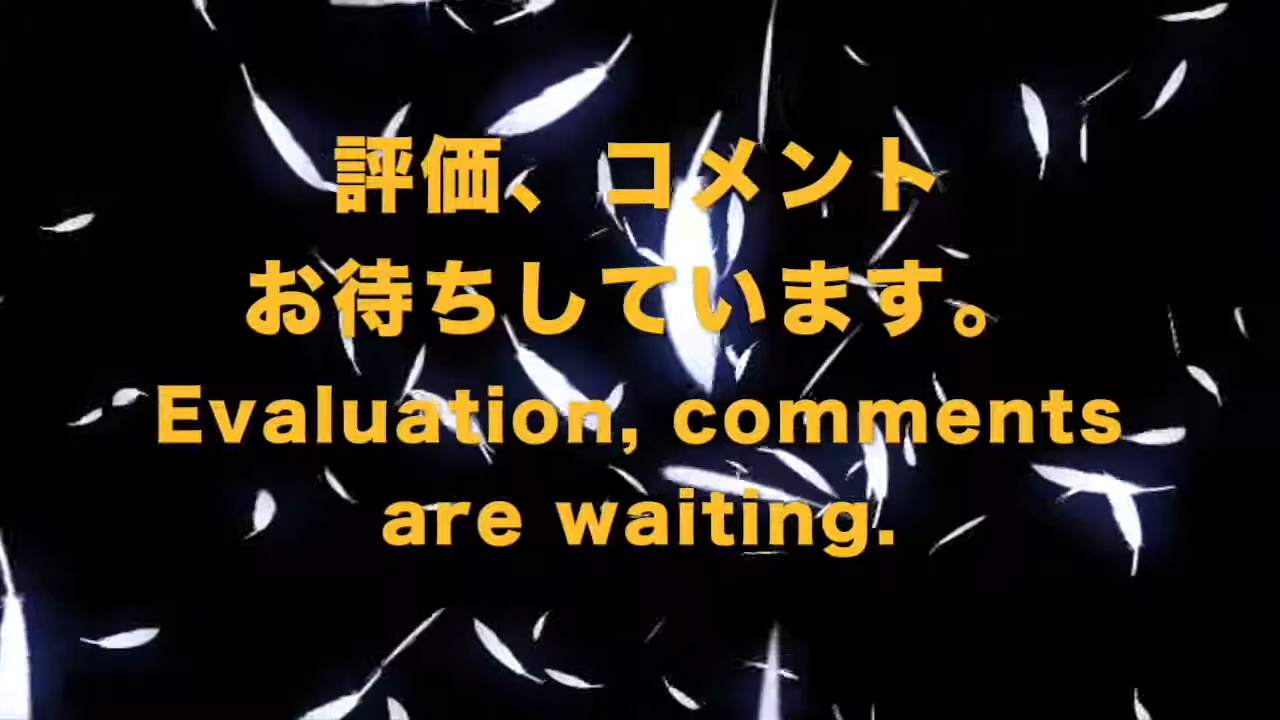 評価、コメント
お待ちしています。
Evaluation, comments
are waiting.